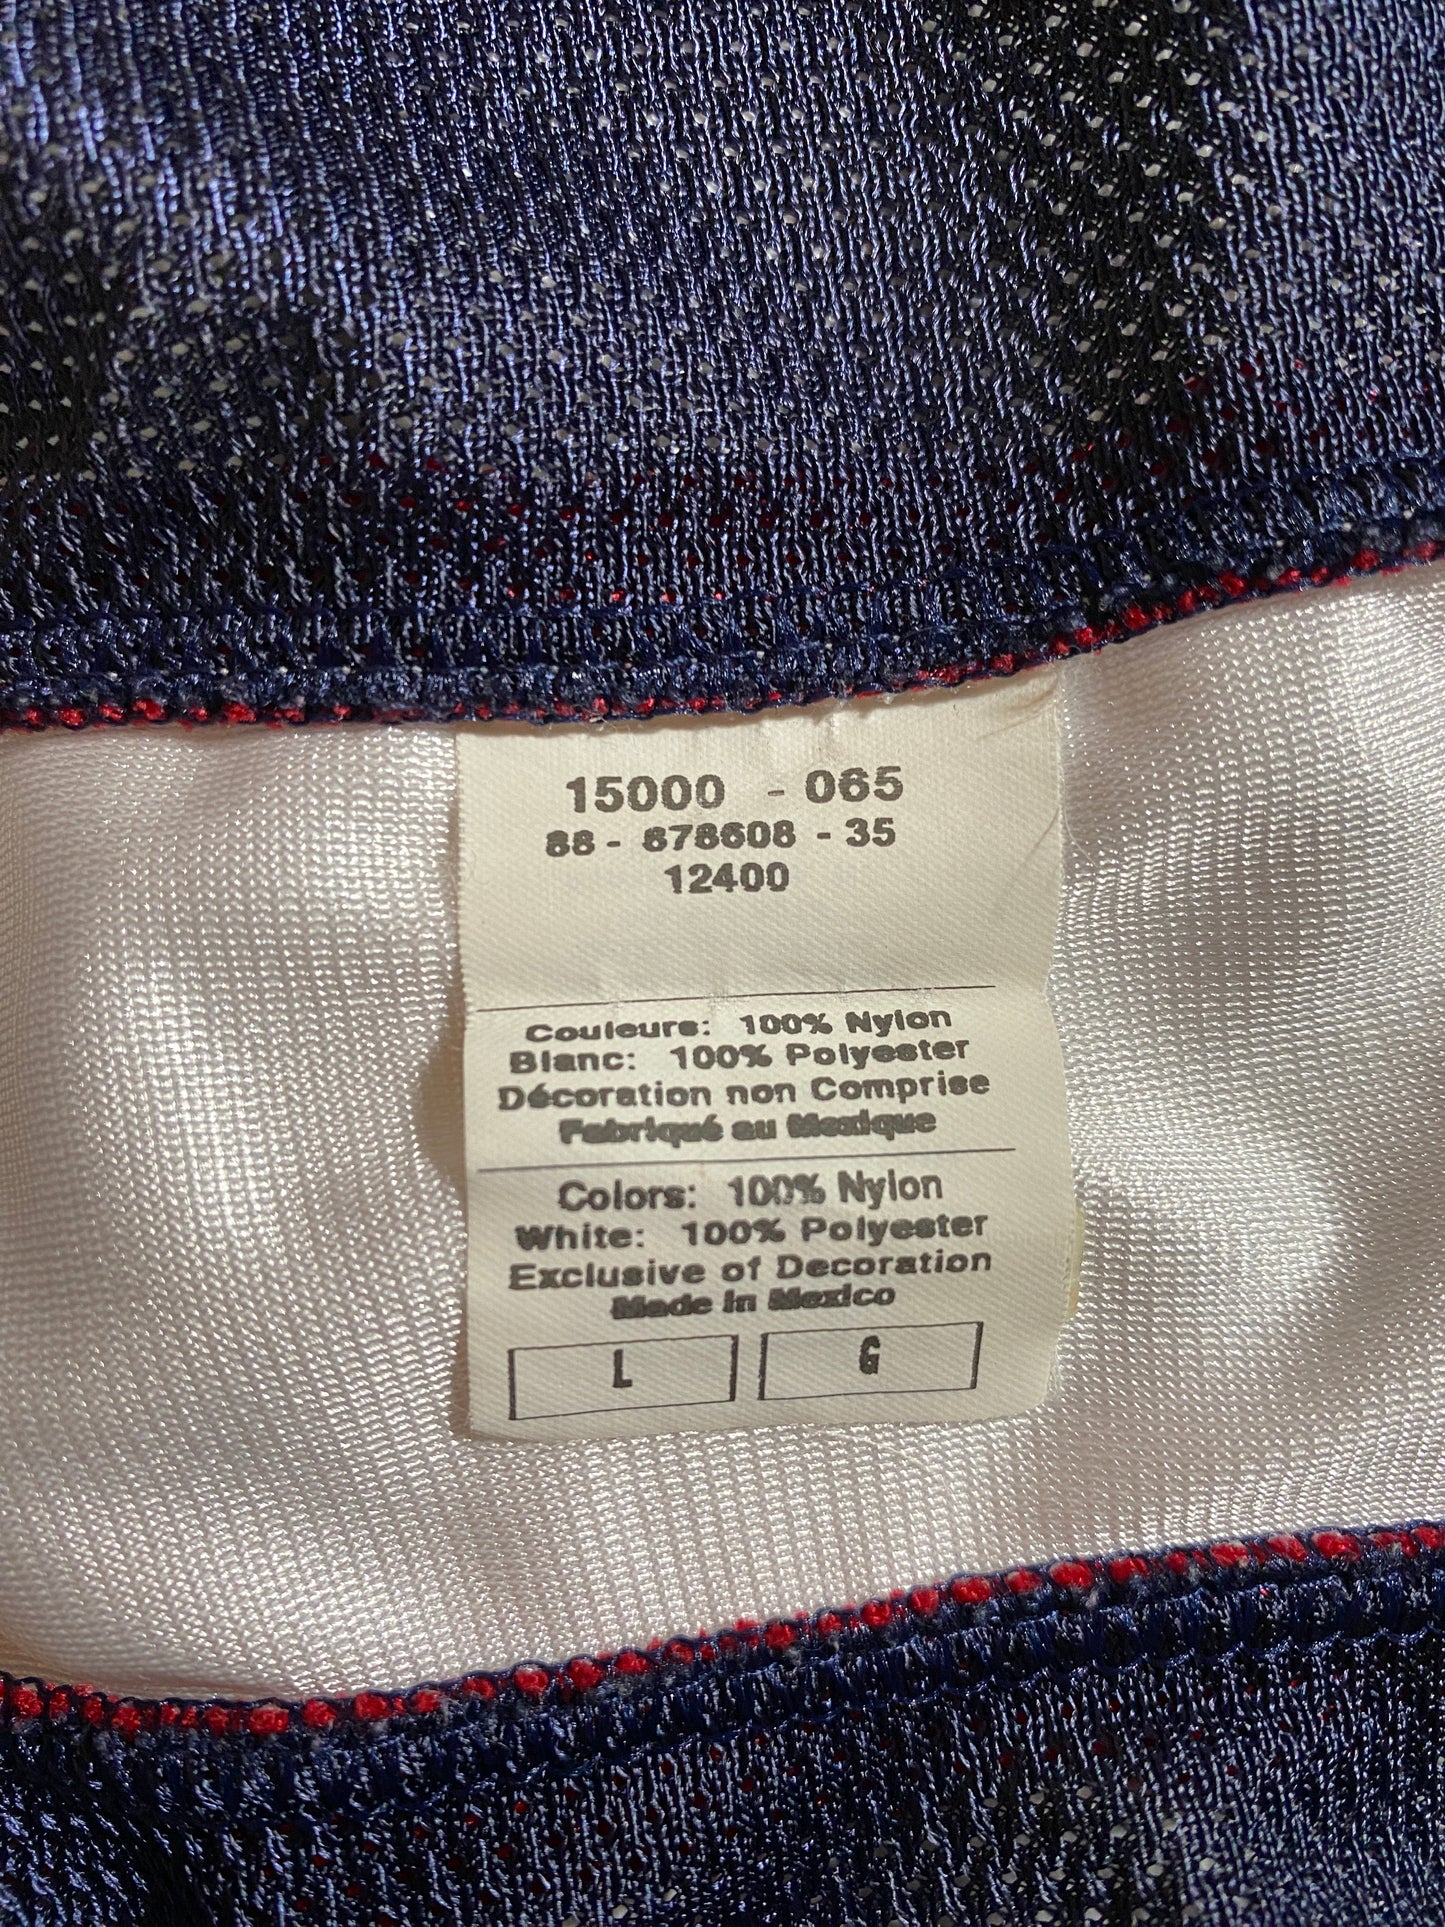 15000 - 065
88 - 678608 - 35
12400
Couleurs: 100% Nylon
Blanc: 100% Polyester
Décoration non Comprise
Fabriqué au Mexique
Colors: 100% Nylon
White: 100% Polyester
Exclusive of Decoration
Made in Mexico
L G